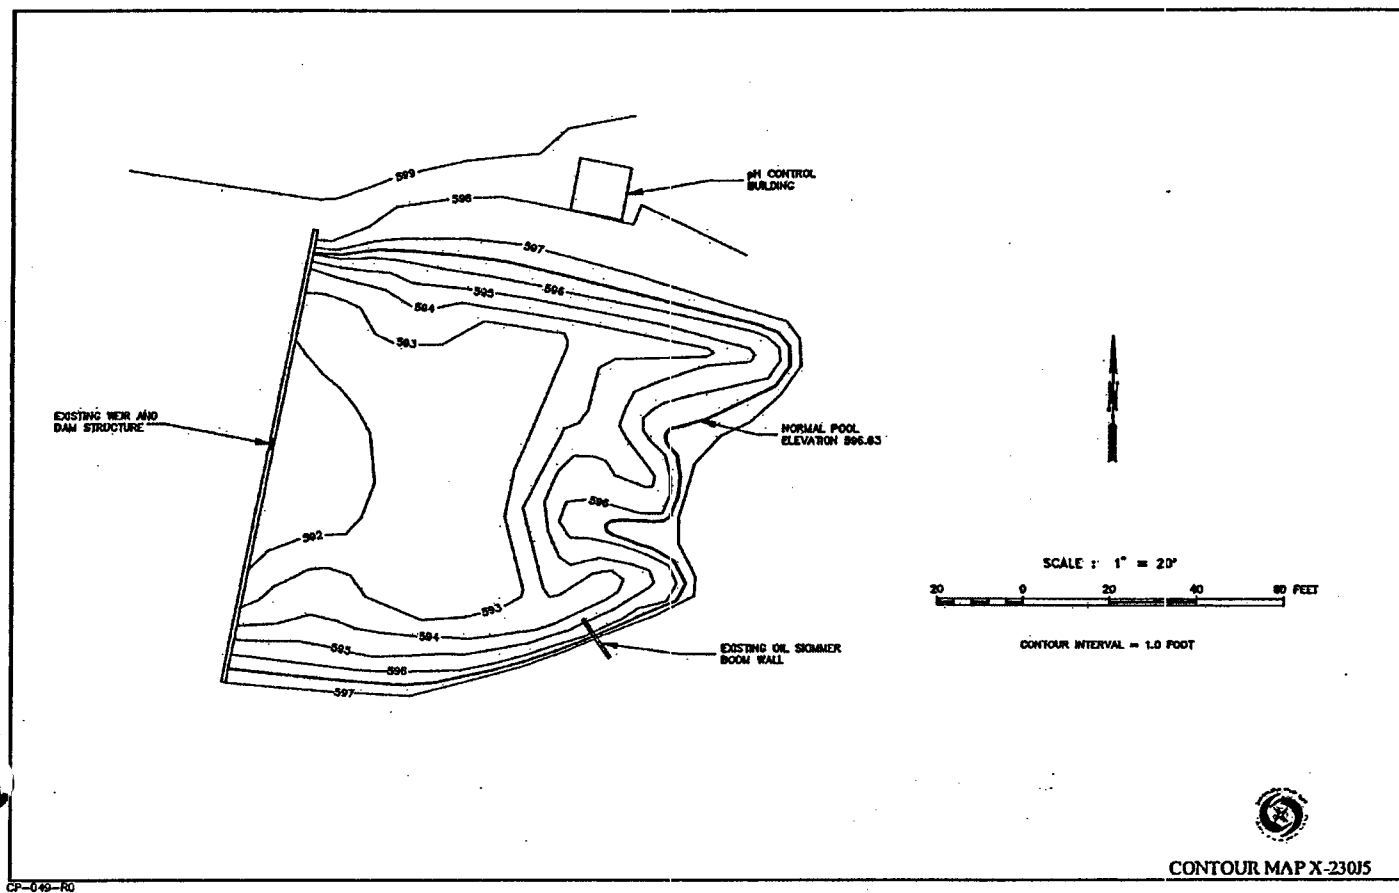 599
598
pH CONTROL
BUILDING
597
596
595
594
593
EXISTING WEIR AND
DAM STRUCTURE
NORMAL POOL
ELEVATION 596.63
596
592
593
594
595
596
597
EXISTING OIL SKIMMER
BOOM WALL
N
SCALE : 1" = 20'
20 0 20 40 60 FEET
CONTOUR INTERVAL = 1.0 FOOT
CONTOUR MAP X-230J5
CP-049-R0